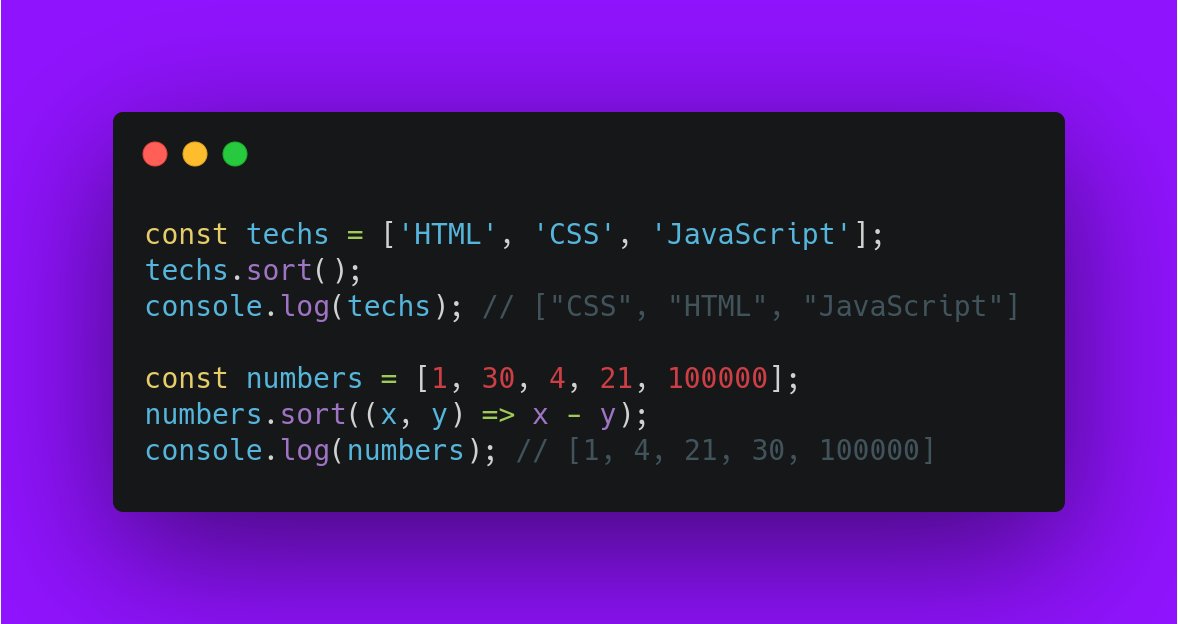 const techs = ['HTML', 'CSS', 'JavaScript'];
techs.sort();
console.log(techs); // ["CSS", "HTML", "JavaScript"]
const numbers = [1, 30, 4, 21, 100000];
numbers.sort((x, y) => x - y);
console.log(numbers); // [1, 4, 21, 30, 100000]